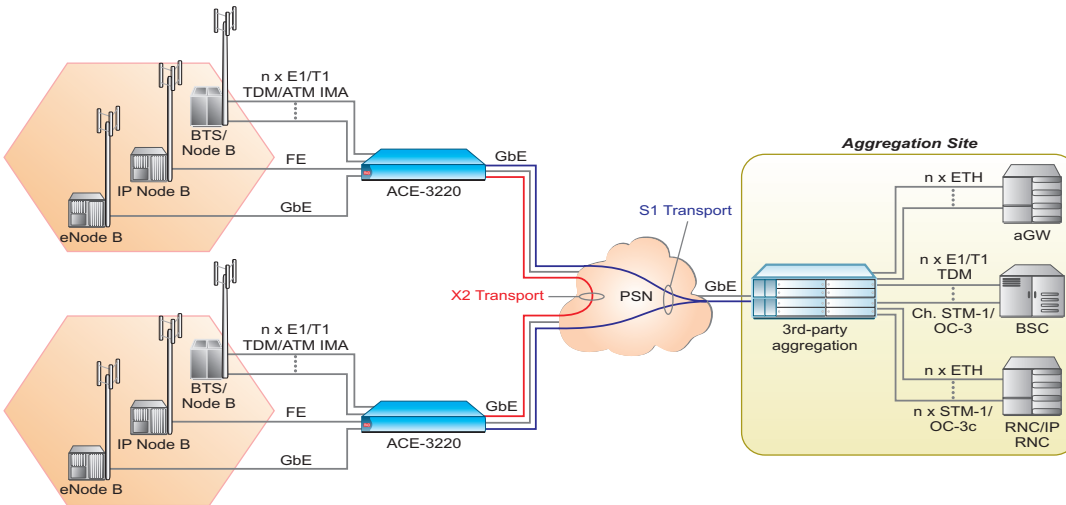 n x E1/T1
TDM/ATM IMA
BTS/
Node B
FE
IP Node B
GbE
eNode B
ACE-3220
GbE
n x E1/T1
TDM/ATM IMA
BTS/
Node B
FE
IP Node B
GbE
eNode B
ACE-3220
GbE
X2 Transport
S1 Transport
PSN
GbE
Aggregation Site
3rd-party
aggregation
n x ETH
aGW
n x E1/T1
TDM
Ch. STM-1/
OC-3
BSC
n x ETH
n x STM-1/
OC-3c
RNC/IP
RNC